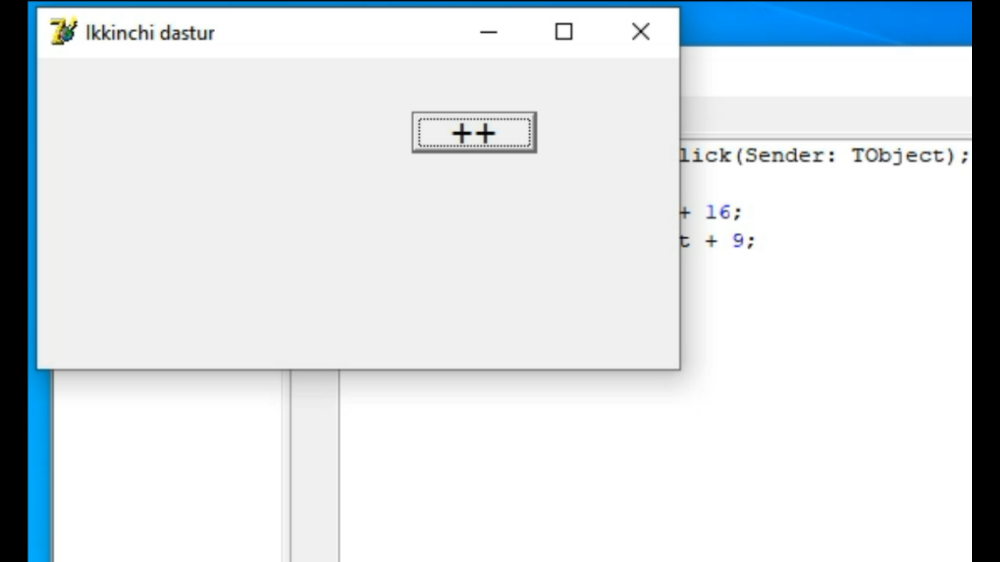 Ikkinchi dastur
++
lick(Sender: TObject);
+ 16;
t + 9;